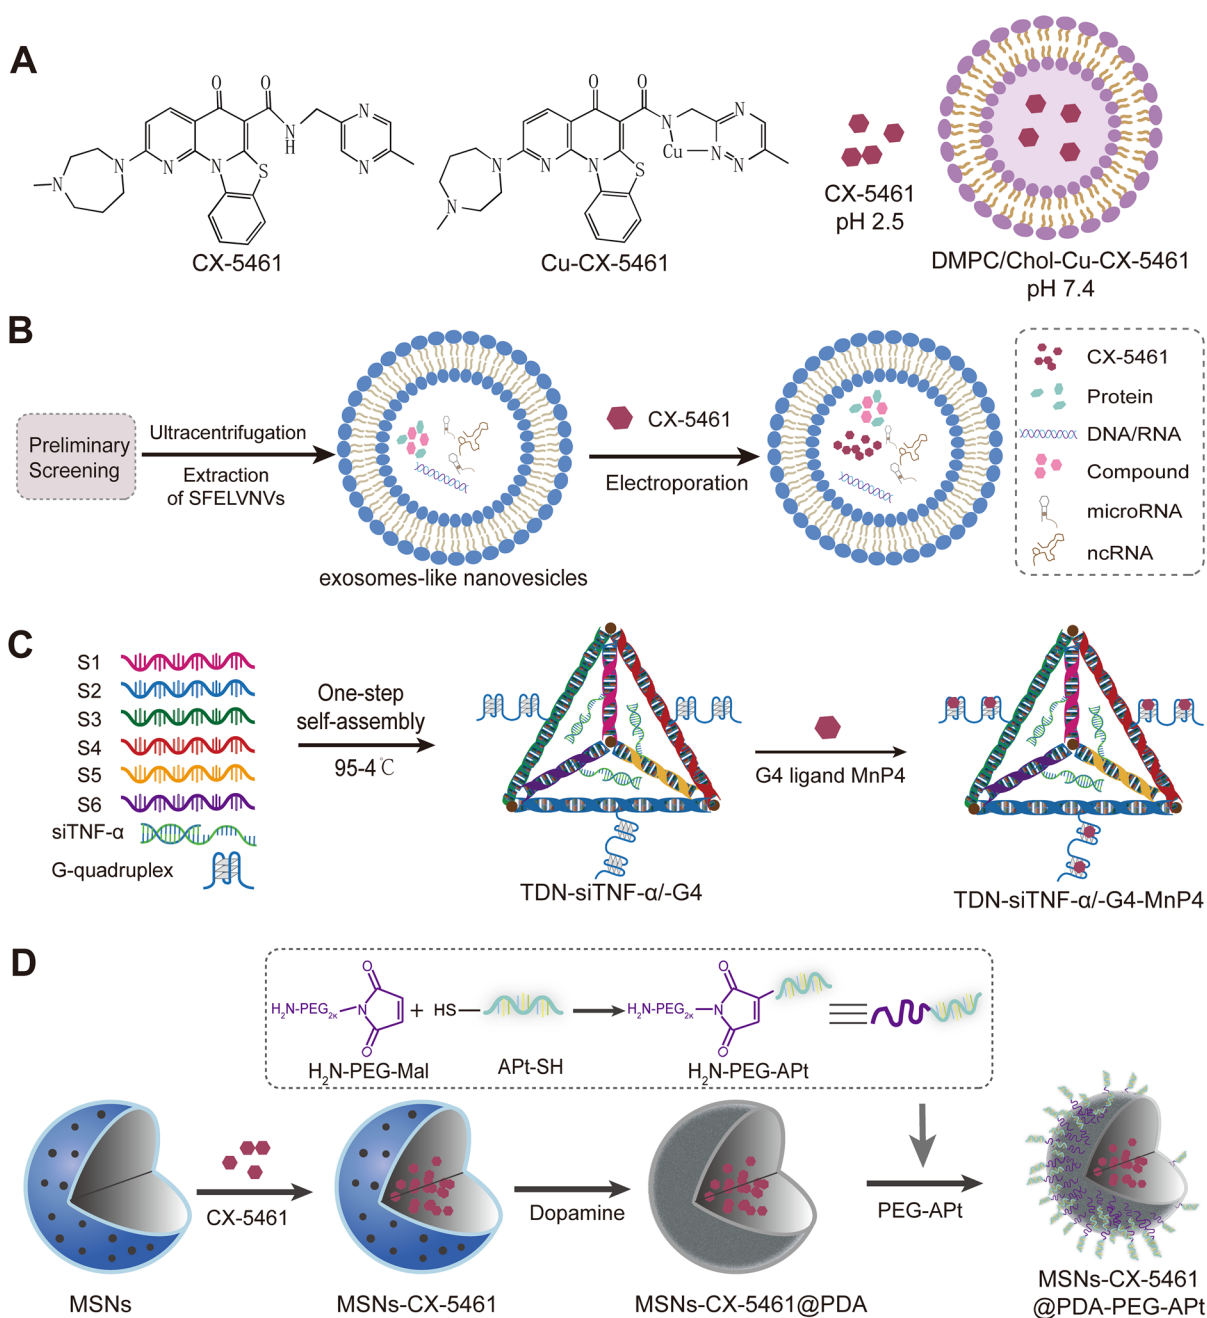 A
O
O
N
H
N
N
N
N
N
N
S
CX-5461
O
O
N
Cu
N
N
N
N
N
N
N
S
Cu-CX-5461
CX-5461
pH 2.5
DMPC/Chol-Cu-CX-5461
pH 7.4
B
Preliminary
Screening
Ultracentrifugation
Extraction
of SFELVNVs
exosomes-like nanovesicles
CX-5461
Electroporation
CX-5461
Protein
DNA/RNA
Compound
microRNA
ncRNA
C
S1
S2
S3
S4
S5
S6
siTNF-α
G-quadruplex
One-step
self-assembly
95-4℃
TDN-siTNF-α/-G4
G4 ligand MnP4
TDN-siTNF-α/-G4-MnP4
D
H₂N-PEG₂ₖ
N
O
O
+
HS
H₂N-PEG₂ₖ
N
O
O
H₂N-PEG-Mal
APt-SH
H₂N-PEG-APt
CX-5461
Dopamine
PEG-APt
MSNs
MSNs-CX-5461
MSNs-CX-5461@PDA
MSNs-CX-5461
@PDA-PEG-APt